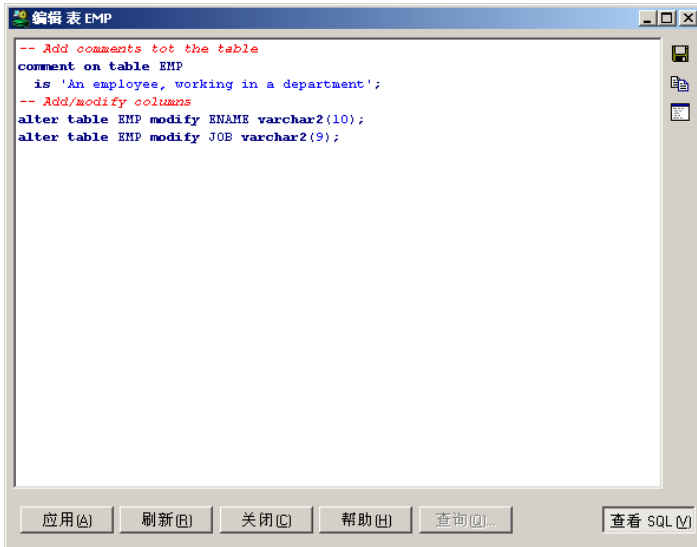 编辑 表 EMP
-- Add comments tot the table
comment on table EMP
  is 'An employee, working in a department';
-- Add/modify columns
alter table EMP modify ENAME varchar2(10);
alter table EMP modify JOB varchar2(9);
应用(A) 刷新(R) 关闭(C) 帮助(H) 查询(Q)... 查看 SQL(V)